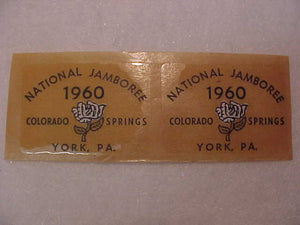 NATIONAL JAMBOREE
1960
COLORADO SPRINGS
YORK, PA.
NATIONAL JAMBOREE
1960
COLORADO SPRINGS
YORK, PA.